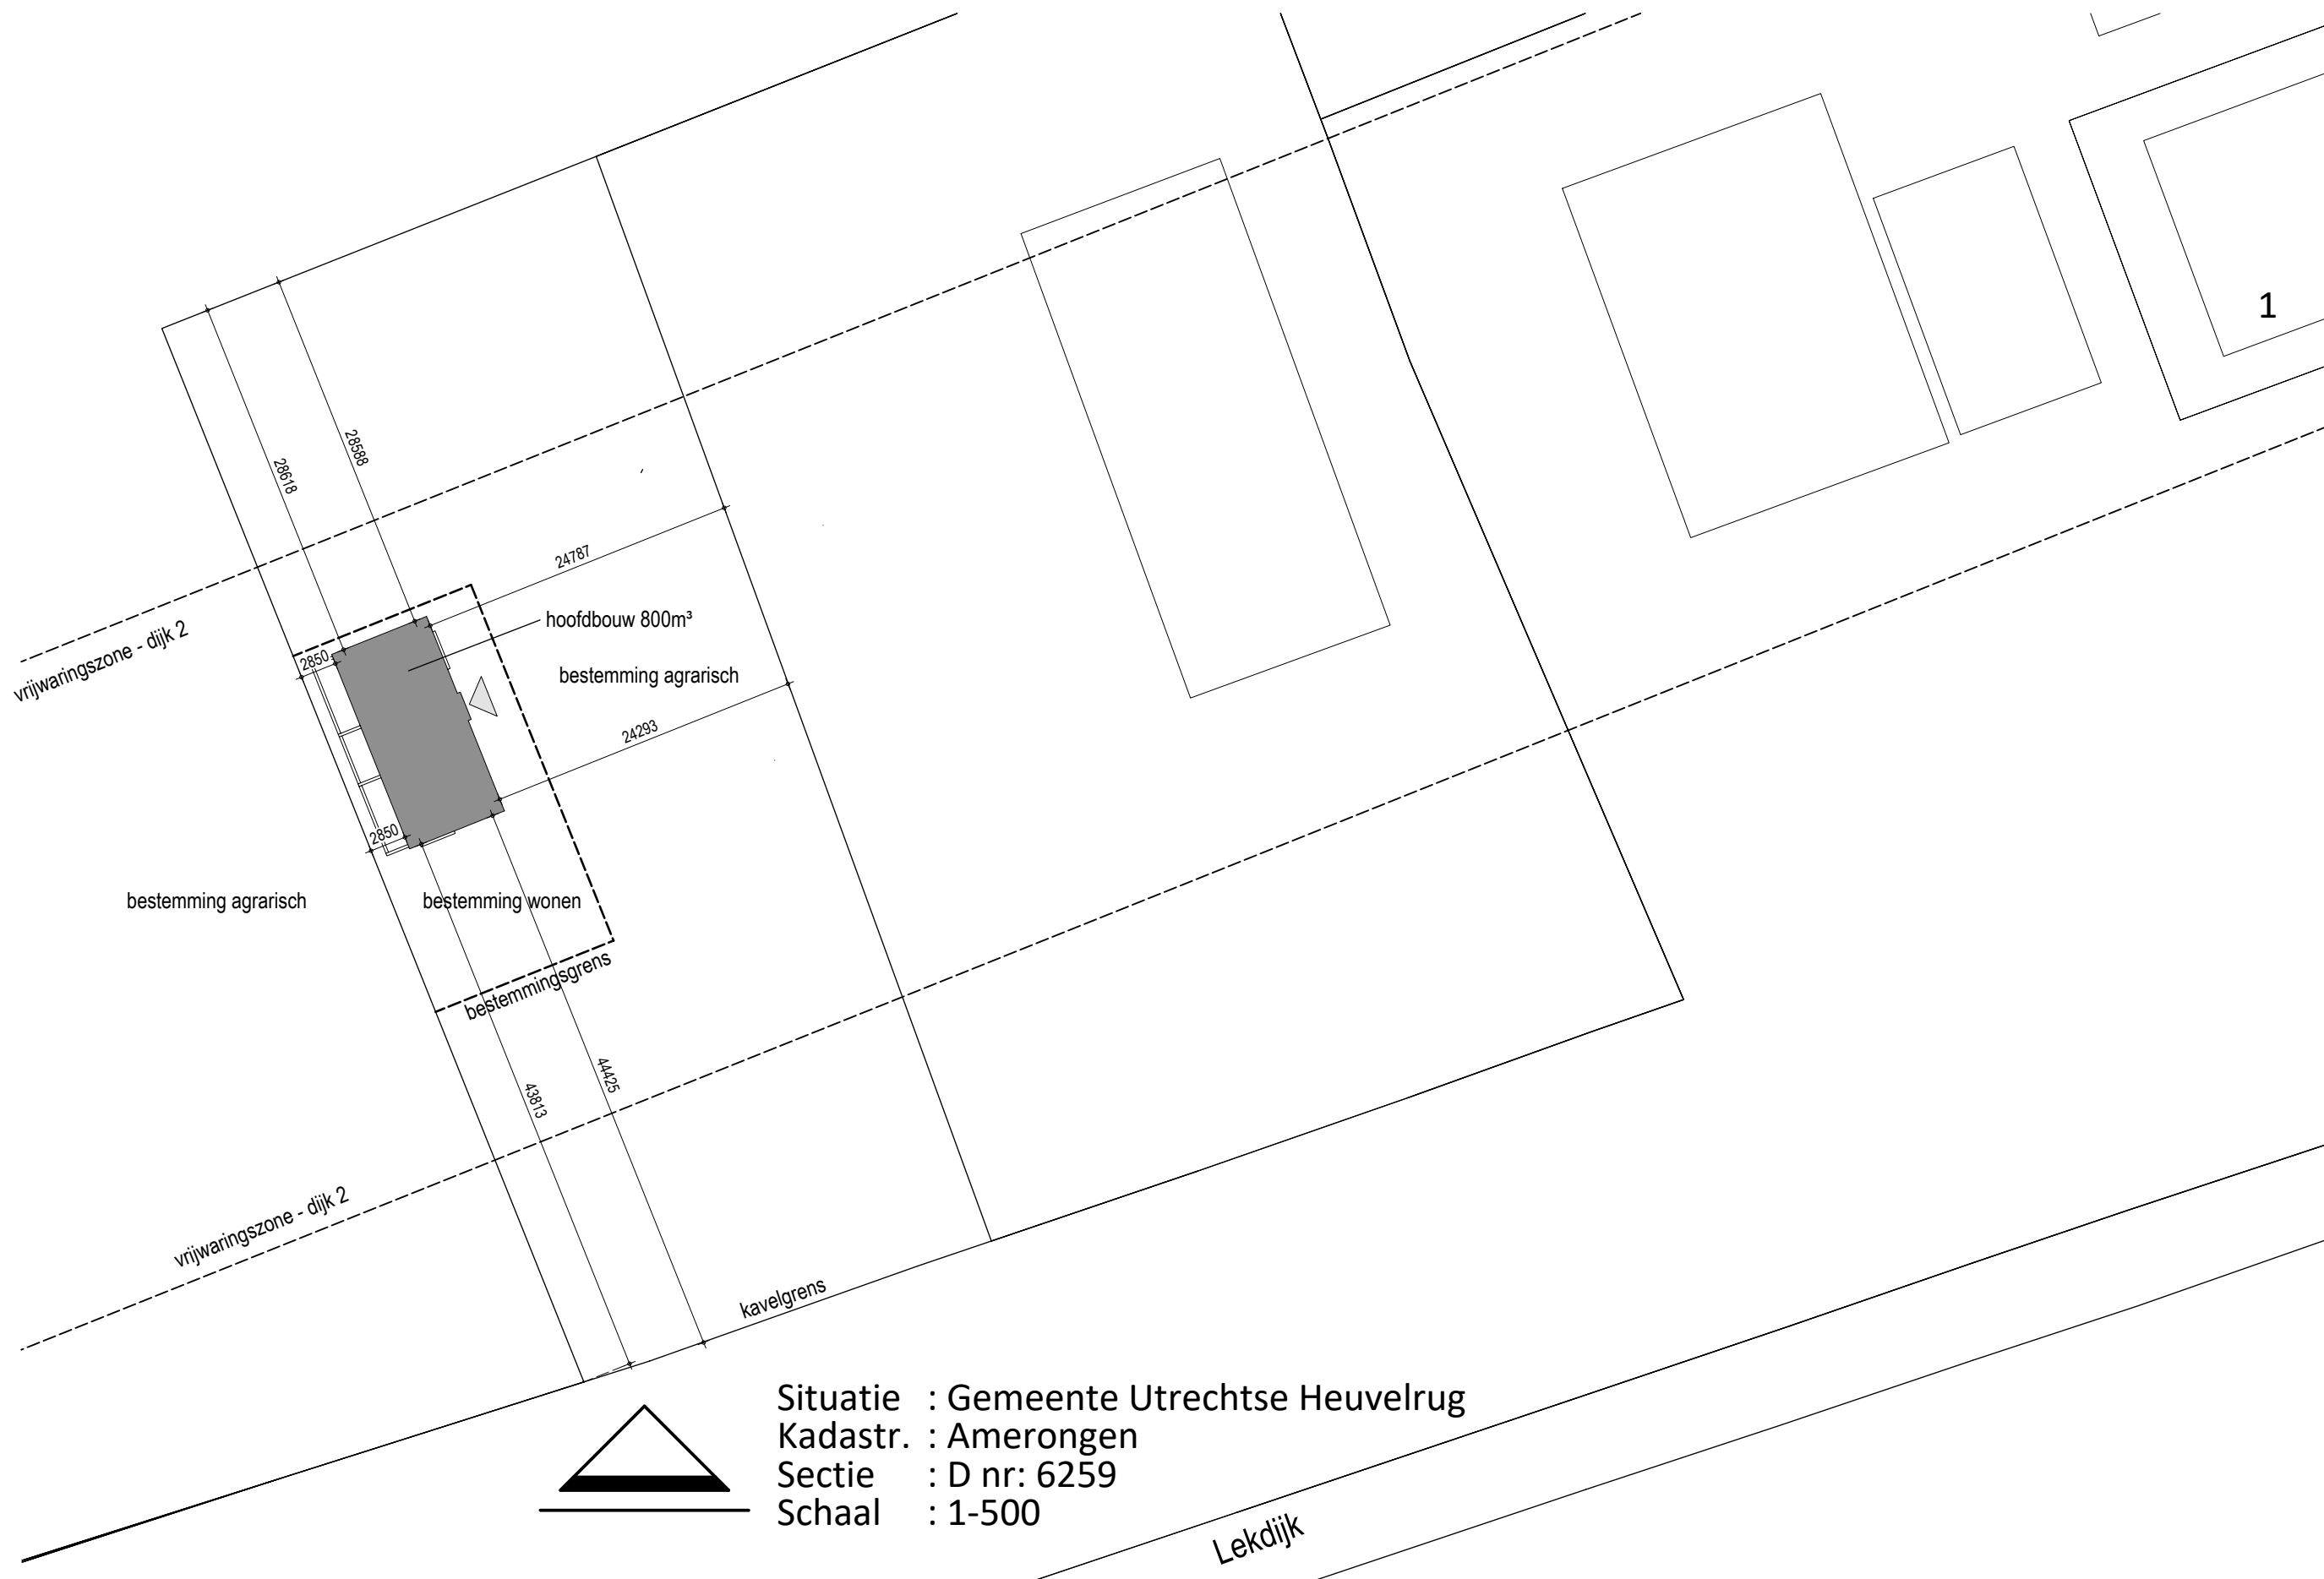 1
28588
28618
24787
hoofdbouw 800m³
vrijwaringszone - dijk 2
2850
bestemming agrarisch
24293
2850
bestemming agrarisch
bestemming wonen
bestemmingsgrens
44425
43813
vrijwaringszone - dijk 2
kavelgrens
Situatie : Gemeente Utrechtse Heuvelrug
Kadastr. : Amerongen
Sectie : D nr: 6259
Schaal : 1-500
Lekdijk